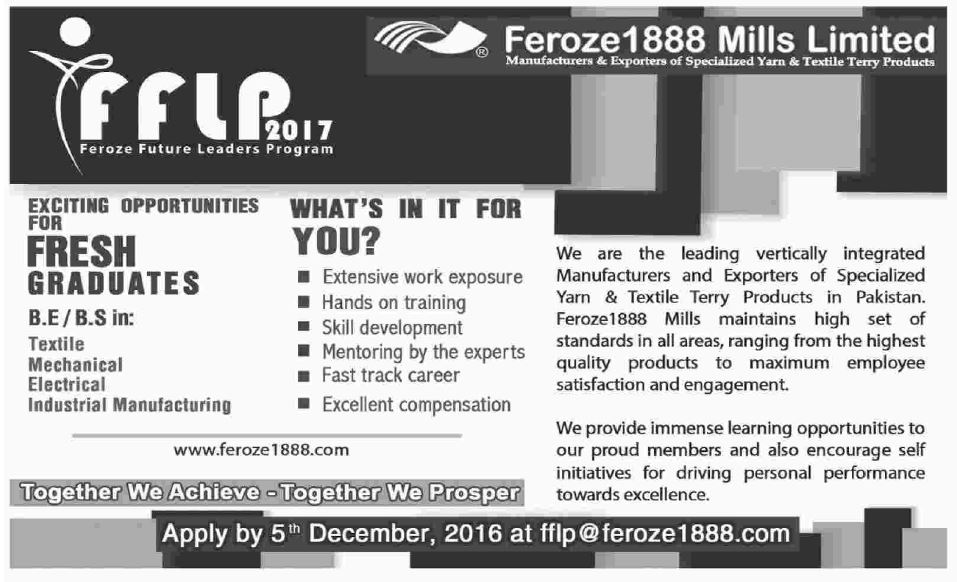 FFLP
2017
Feroze Future Leaders Program
Feroze1888 Mills Limited
®
Manufacturers & Exporters of Specialized Yarn & Textile Terry Products
EXCITING OPPORTUNITIES
FOR
FRESH
GRADUATES
B.E / B.S in:
Textile
Mechanical
Electrical
Industrial Manufacturing
WHAT'S IN IT FOR
YOU?
■ Extensive work exposure
■ Hands on training
■ Skill development
■ Mentoring by the experts
■ Fast track career
■ Excellent compensation
www.feroze1888.com
Together We Achieve - Together We Prosper
We are the leading vertically integrated
Manufacturers and Exporters of Specialized
Yarn & Textile Terry Products in Pakistan.
Feroze1888 Mills maintains high set of
standards in all areas, ranging from the highest
quality products to maximum employee
satisfaction and engagement.
We provide immense learning opportunities to
our proud members and also encourage self
initiatives for driving personal performance
towards excellence.
Apply by 5th December, 2016 at fflp@feroze1888.com